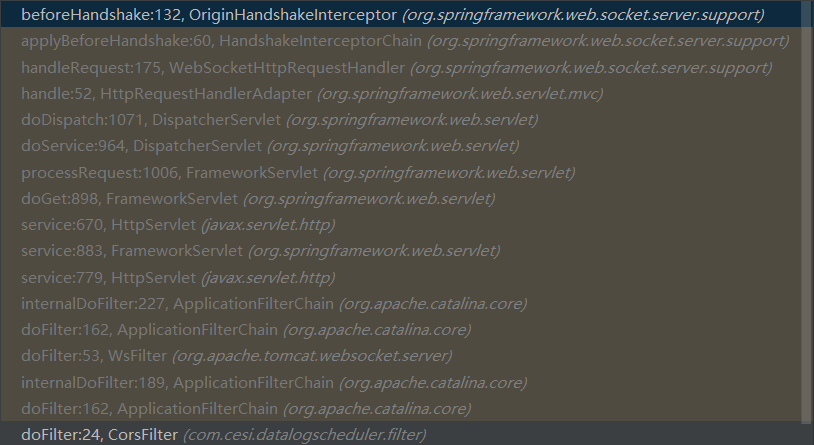 beforeHandshake:132, OriginHandshakeInterceptor (org.springframework.web.socket.server.support)
applyBeforeHandshake:60, HandshakeInterceptorChain (org.springframework.web.socket.server.support)
handleRequest:175, WebSocketHttpRequestHandler (org.springframework.web.socket.server.support)
handle:52, HttpRequestHandlerAdapter (org.springframework.web.servlet.mvc)
doDispatch:1071, DispatcherServlet (org.springframework.web.servlet)
doService:964, DispatcherServlet (org.springframework.web.servlet)
processRequest:1006, FrameworkServlet (org.springframework.web.servlet)
doGet:898, FrameworkServlet (org.springframework.web.servlet)
service:670, HttpServlet (javax.servlet.http)
service:883, FrameworkServlet (org.springframework.web.servlet)
service:779, HttpServlet (javax.servlet.http)
internalDoFilter:227, ApplicationFilterChain (org.apache.catalina.core)
doFilter:162, ApplicationFilterChain (org.apache.catalina.core)
doFilter:53, WsFilter (org.apache.tomcat.websocket.server)
internalDoFilter:189, ApplicationFilterChain (org.apache.catalina.core)
doFilter:162, ApplicationFilterChain (org.apache.catalina.core)
doFilter:24, CorsFilter (com.cesi.datalogscheduler.filter)